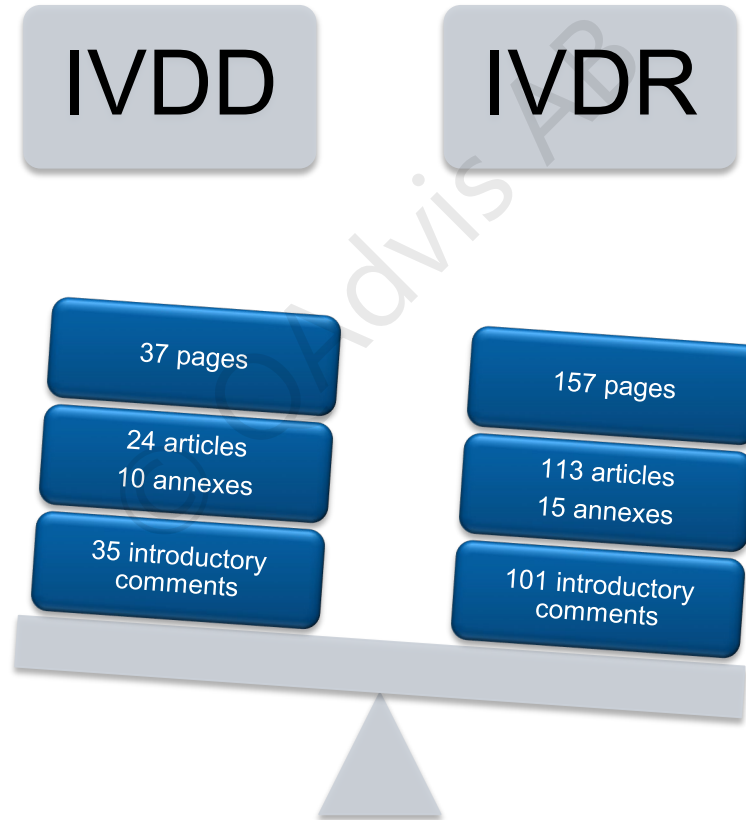 IVDD
IVDR
37 pages
24 articles
10 annexes
35 introductory
comments
157 pages
113 articles
15 annexes
101 introductory
comments
© QAdvis AB